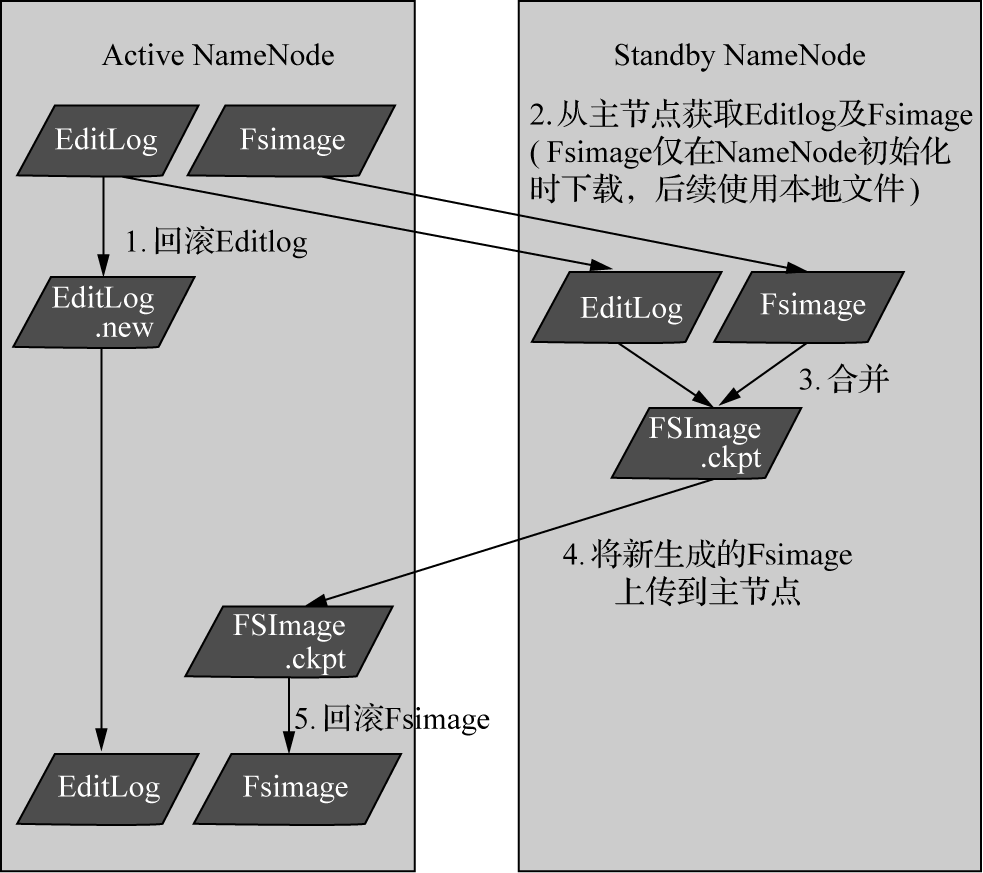 Active NameNode
EditLog
Fsimage
1. 回滚Editlog
EditLog
.new
FSImage
.ckpt
5. 回滚Fsimage
EditLog
Fsimage
Standby NameNode
2. 从主节点获取Editlog及Fsimage
( Fsimage仅在NameNode初始化
时下载，后续使用本地文件 )
EditLog
Fsimage
3. 合并
FSImage
.ckpt
4. 将新生成的Fsimage
上传到主节点